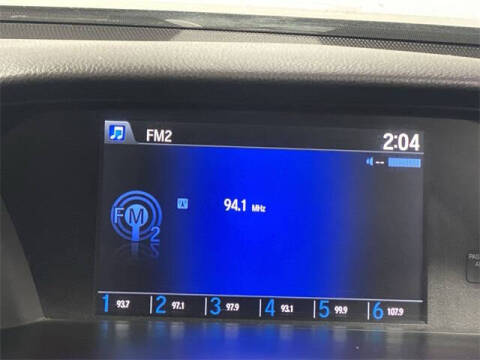 FM2 2:04
--
FM 2
94.1 MHz
1 93.7 2 97.1 3 97.9 4 93.1 5 99.9 6 107.9
PAS